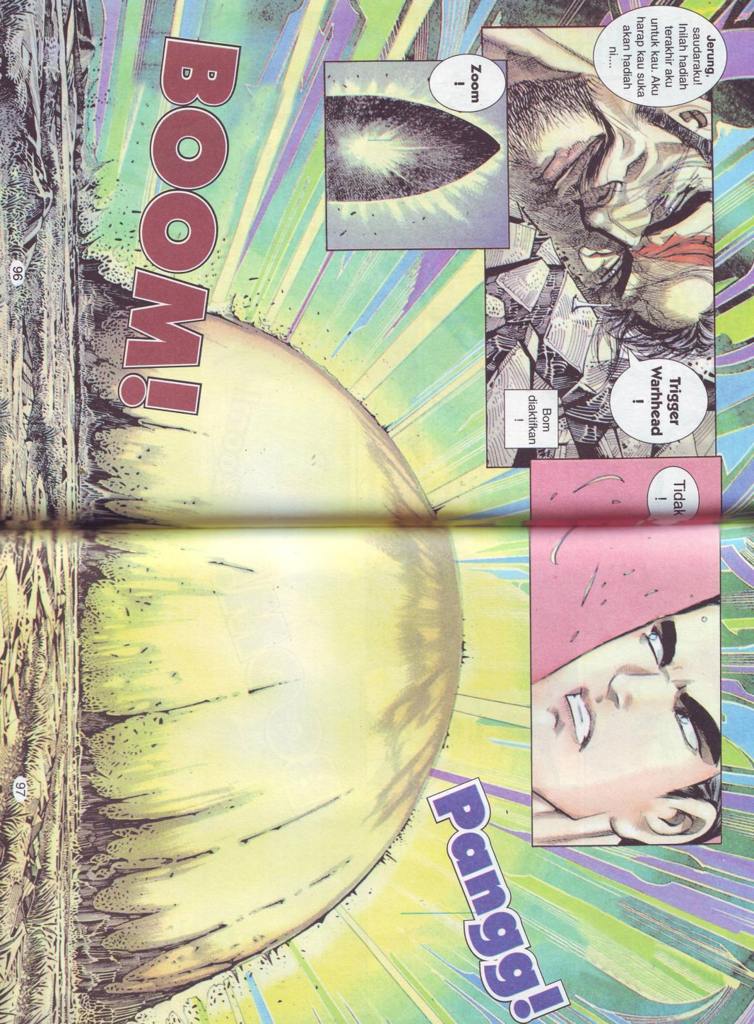 Jerung,
saudaraku!
Inilah hadiah
terakhir aku
untuk kau. Aku
harap kau suka
akan hadiah
ni....
Trigger
Warhhead
!
Bom
diaktifkan
!
Zoom
!
Tidak
!
BOOM!
Pangg!
96
97